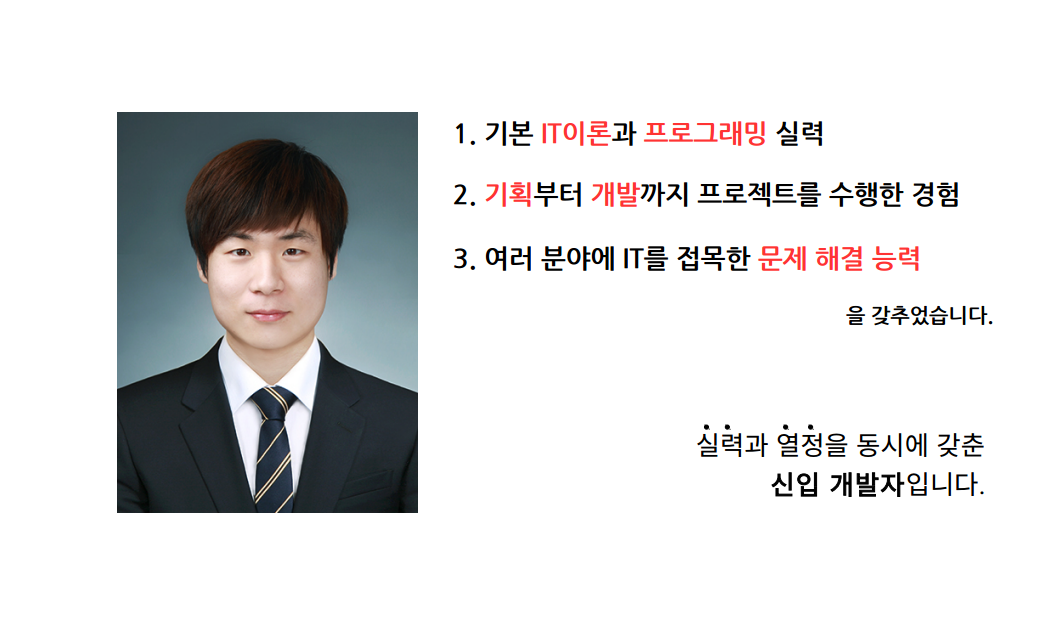 1. 기본 IT이론과 프로그래밍 실력
2. 기획부터 개발까지 프로젝트를 수행한 경험
3. 여러 분야에 IT를 접목한 문제 해결 능력
을 갖추었습니다.
실력과 열정을 동시에 갖춘
신입 개발자입니다.